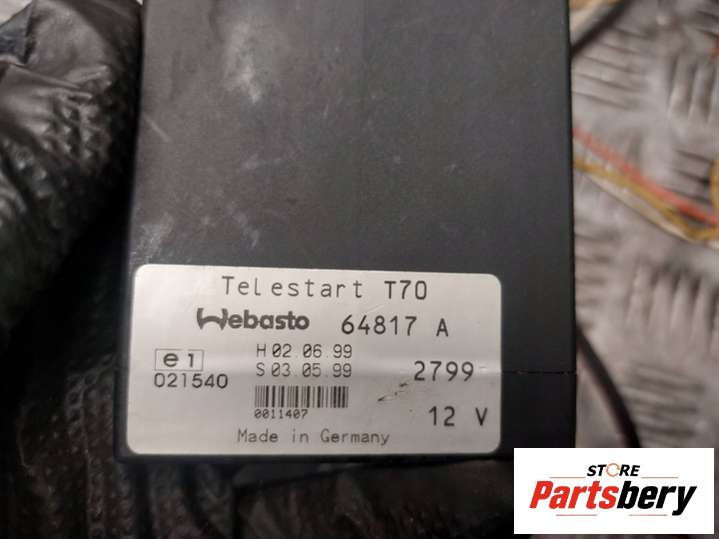 Telestart T70
Webasto 64817 A
e1
021540
H 02.06.99
S 03.05.99
2799
0011407
12 V
Made in Germany
STORE
Partsbery